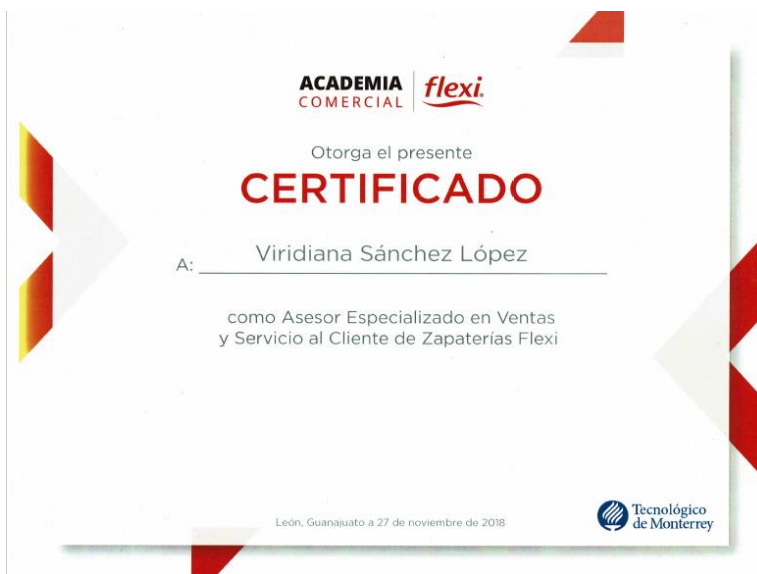 ACADEMIA
COMERCIAL
flexi.
Otorga el presente
CERTIFICADO
A: Viridiana Sánchez López
como Asesor Especializado en Ventas
y Servicio al Cliente de Zapaterías Flexi
León, Guanajuato a 27 de noviembre de 2018
Tecnológico
de Monterrey